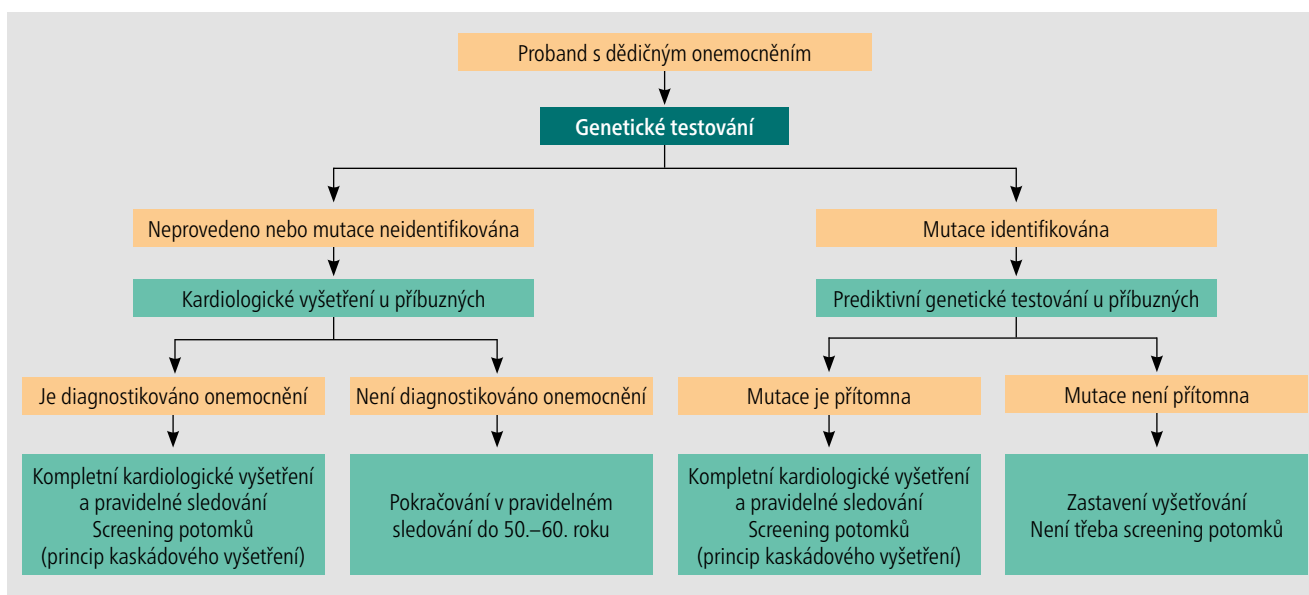 Proband s dědičným onemocněním
Genetické testování
Neprovedeno nebo mutace neidentifikována
Mutace identifikována
Kardiologické vyšetření u příbuzných
Prediktivní genetické testování u příbuzných
Je diagnostikováno onemocnění
Není diagnostikováno onemocnění
Mutace je přítomna
Mutace není přítomna
Kompletní kardiologické vyšetření
a pravidelné sledování
Screening potomků
(princip kaskádového vyšetření)
Pokračování v pravidelném
sledování do 50.–60. roku
Kompletní kardiologické vyšetření
a pravidelné sledování
Screening potomků
(princip kaskádového vyšetření)
Zastavení vyšetřování
Není třeba screening potomků